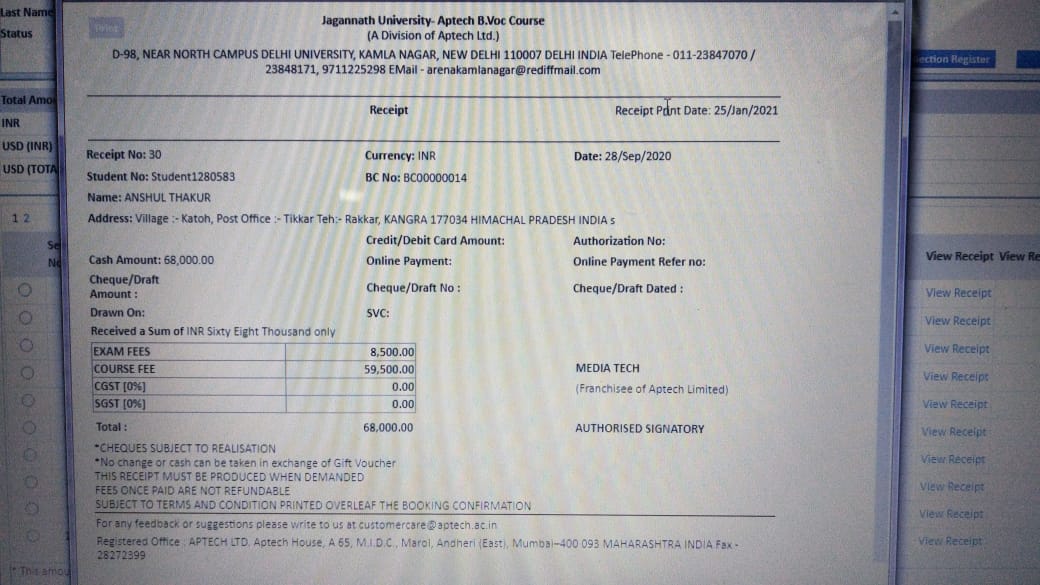 Last Name
Status
Print
Jagannath University- Aptech B.Voc Course
(A Division of Aptech Ltd.)
D-98, NEAR NORTH CAMPUS DELHI UNIVERSITY, KAMLA NAGAR, NEW DELHI 110007 DELHI INDIA TelePhone - 011-23847070 /
23848171, 9711225298 EMail - arenakamlanagar@rediffmail.com
ection Register
Total Amo
INR
USD (INR)
USD (TOTA
Receipt
Receipt Print Date: 25/Jan/2021
Receipt No: 30 Currency: INR Date: 28/Sep/2020
Student No: Student1280583 BC No: BC00000014
Name: ANSHUL THAKUR
Address: Village :- Katoh, Post Office :- Tikkar Teh:- Rakkar, KANGRA 177034 HIMACHAL PRADESH INDIA s
1 2
Se
No
Credit/Debit Card Amount: Authorization No:
Cash Amount: 68,000.00 Online Payment: Online Payment Refer no:
Cheque/Draft
Amount : Cheque/Draft No : Cheque/Draft Dated :
Drawn On: SVC:
Received a Sum of INR Sixty Eight Thousand only
EXAM FEES 8,500.00
COURSE FEE 59,500.00
CGST [0%] 0.00
SGST [0%] 0.00
Total : 68,000.00
MEDIA TECH
(Franchisee of Aptech Limited)
AUTHORISED SIGNATORY
*CHEQUES SUBJECT TO REALISATION
*No change or cash can be taken in exchange of Gift Voucher
THIS RECEIPT MUST BE PRODUCED WHEN DEMANDED
FEES ONCE PAID ARE NOT REFUNDABLE
SUBJECT TO TERMS AND CONDITION PRINTED OVERLEAF THE BOOKING CONFIRMATION
For any feedback or suggestions please write to us at customercare@aptech.ac.in
Registered Office : APTECH LTD. Aptech House, A 65, M.I.D.C., Marol, Andheri (East), Mumbai-400 093 MAHARASHTRA INDIA Fax -
28272399
View Receipt View Re
View Receipt
View Receipt
View Receipt
View Receipt
View Receipt
View Receipt
View Receipt
View Receipt
View Receipt
View Receipt
1
* This amou